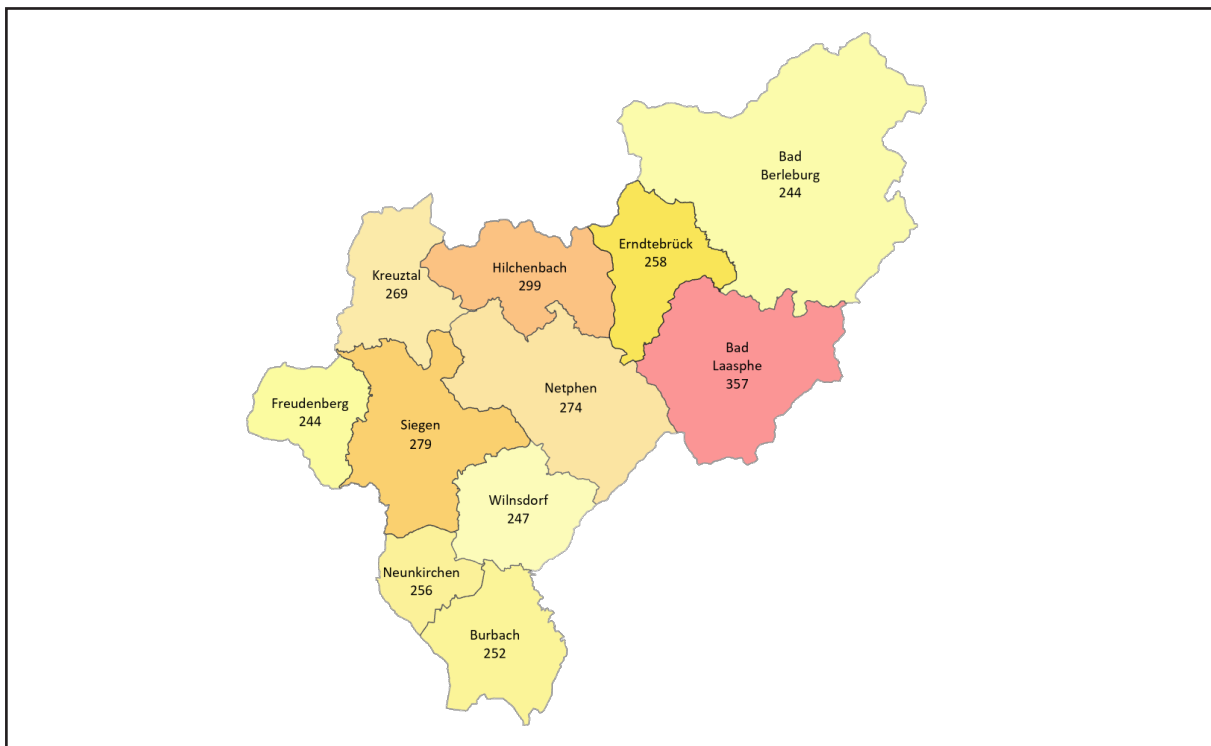 Bad
Berleburg
244
Erndtebrück
258
Hilchenbach
299
Kreuztal
269
Bad
Laasphe
357
Netphen
274
Freudenberg
244
Siegen
279
Wilnsdorf
247
Neunkirchen
256
Burbach
252